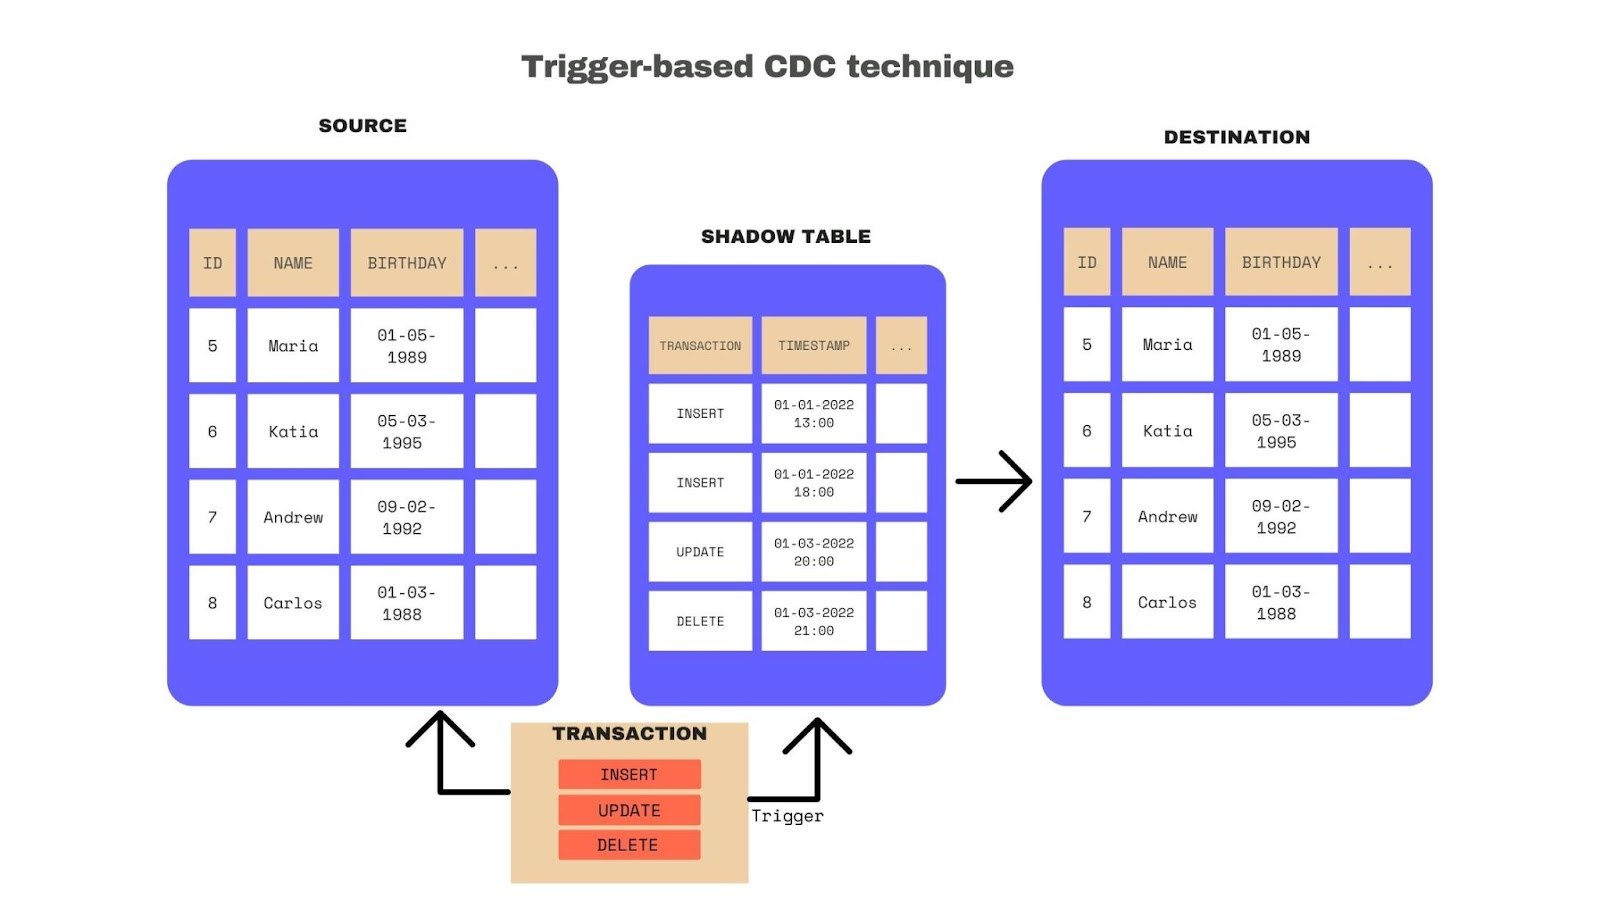 Trigger-based CDC technique
SOURCE
ID NAME BIRTHDAY ...
5 Maria 01-05-
1989
6 Katia 05-03-
1995
7 Andrew 09-02-
1992
8 Carlos 01-03-
1988
SHADOW TABLE
TRANSACTION TIMESTAMP ...
INSERT 01-01-2022
13:00
INSERT 01-01-2022
18:00
UPDATE 01-03-2022
20:00
DELETE 01-03-2022
21:00
DESTINATION
ID NAME BIRTHDAY ...
5 Maria 01-05-
1989
6 Katia 05-03-
1995
7 Andrew 09-02-
1992
8 Carlos 01-03-
1988
TRANSACTION
INSERT
UPDATE
DELETE
Trigger